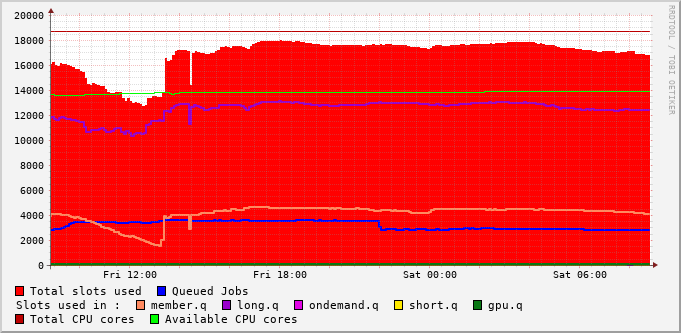 20000
18000
16000
14000
12000
10000
8000
6000
4000
2000
0
Fri 12:00 Fri 18:00 Sat 00:00 Sat 06:00
Total slots used Queued Jobs
Slots used in : member.q long.q ondemand.q short.q gpu.q
Total CPU cores Available CPU cores
RRDTOOL / TOBI OETIKER